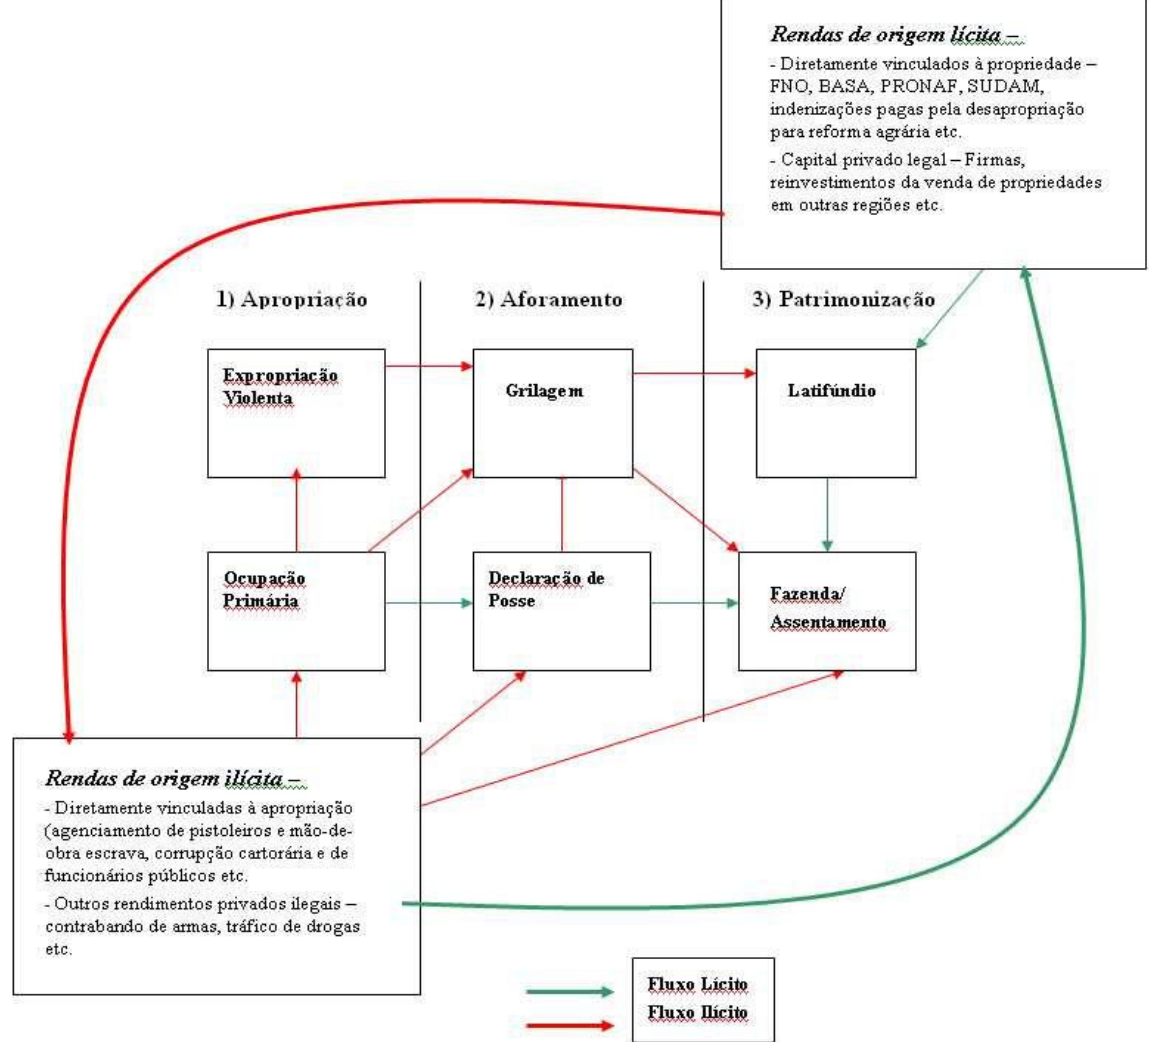 Rendas de origem lícita –
- Diretamente vinculados à propriedade –
FNO, BASA, PRONAF, SUDAM,
indenizações pagas pela desapropriação
para reforma agrária etc.
- Capital privado legal – Firmas,
reinvestimentos da venda de propriedades
em outras regiões etc.
1) Apropriação
2) Aforamento
3) Patrimonização
Expropriação
Violenta
Grilagem
Latifúndio
Ocupação
Primária
Declaração de
Posse
Fazenda/
Assentamento
Rendas de origem ilícita –
- Diretamente vinculadas à apropriação
(agenciamento de pistoleiros e mão-de-
obra escrava, corrupção cartorária e de
funcionários públicos etc.
- Outros rendimentos privados ilegais –
contrabando de armas, tráfico de drogas
etc.
Fluxo Lícito
Fluxo Ilícito